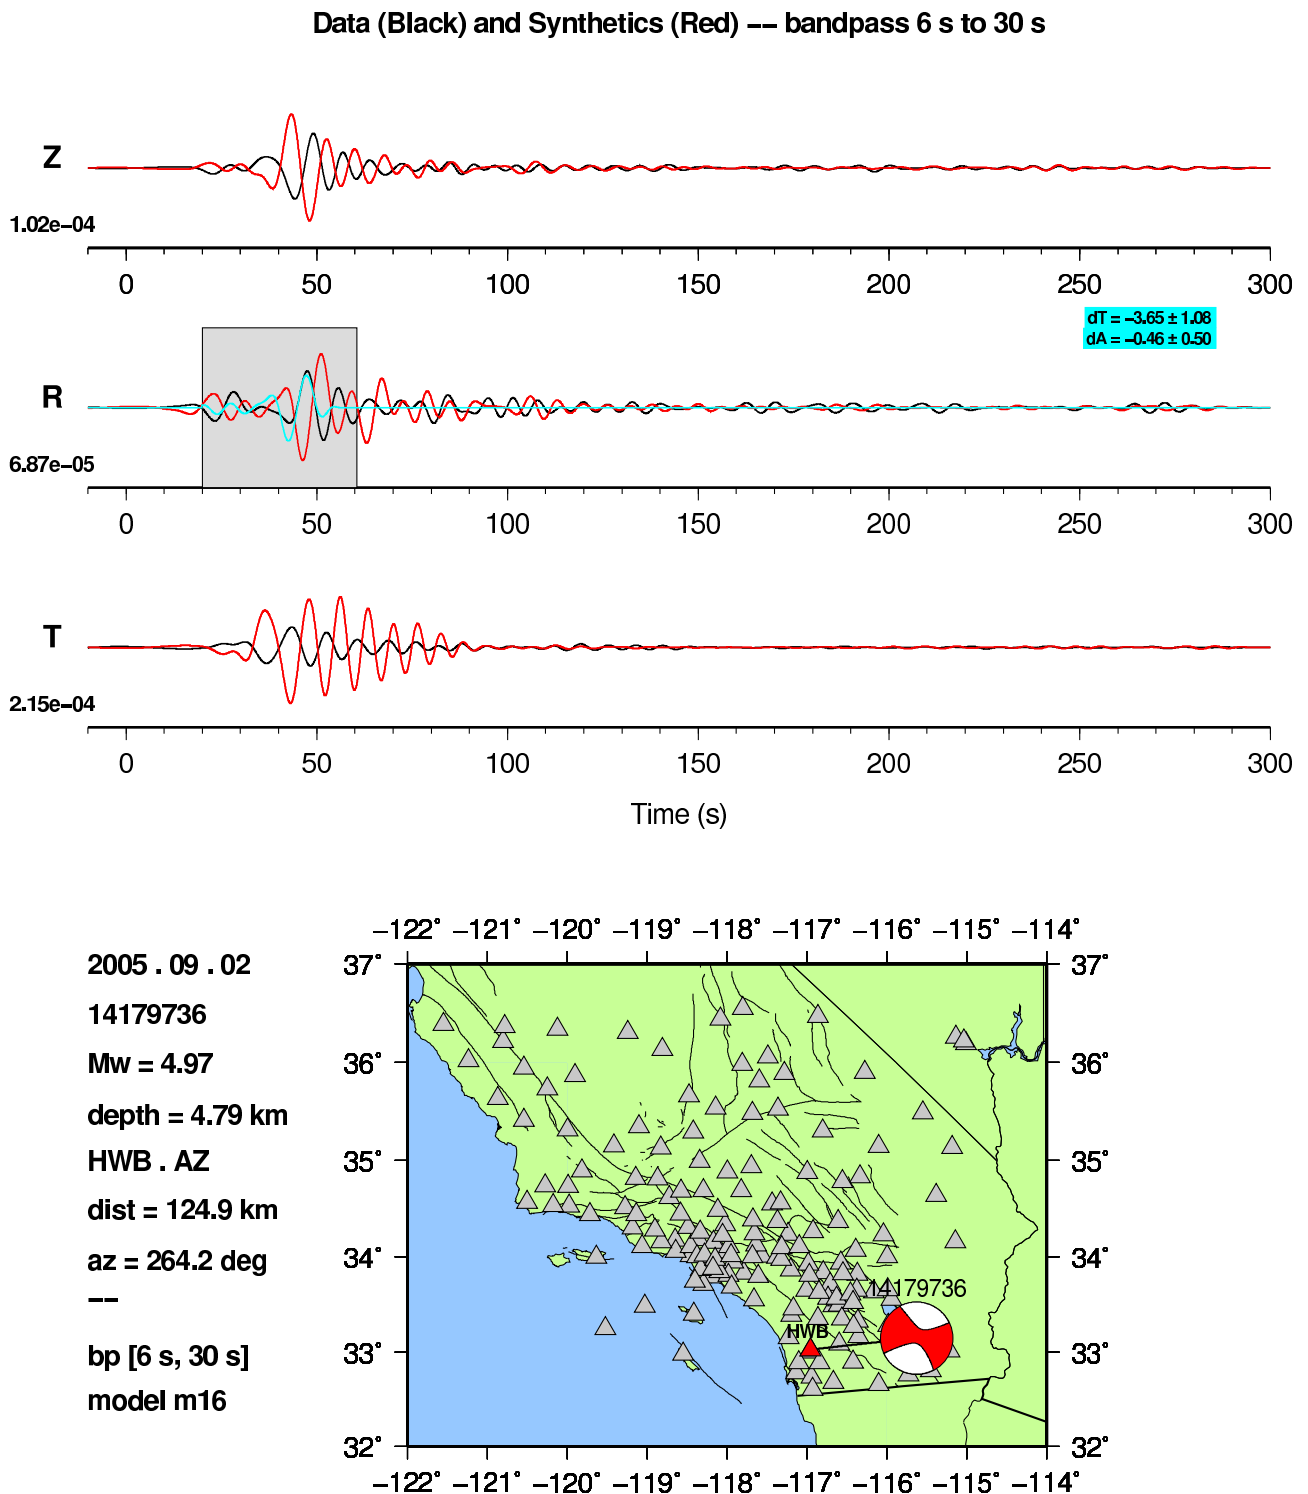 Data (Black) and Synthetics (Red) −− bandpass 6 s to 30 s
Z
1.02e−04
0 50 100 150 200 250 300
dT = −3.65 ± 1.08
dA = −0.46 ± 0.50
R
6.87e−05
0 50 100 150 200 250 300
T
2.15e−04
0 50 100 150 200 250 300
Time (s)
2005 . 09 . 02
14179736
Mw = 4.97
depth = 4.79 km
HWB . AZ
dist = 124.9 km
az = 264.2 deg
−−
bp [6 s, 30 s]
model m16
−122° −121° −120° −119° −118° −117° −116° −115° −114°
37° 37°
36° 36°
35° 35°
34° 34°
14179736
HWB
33° 33°
32° 32°
−122° −121° −120° −119° −118° −117° −116° −115° −114°